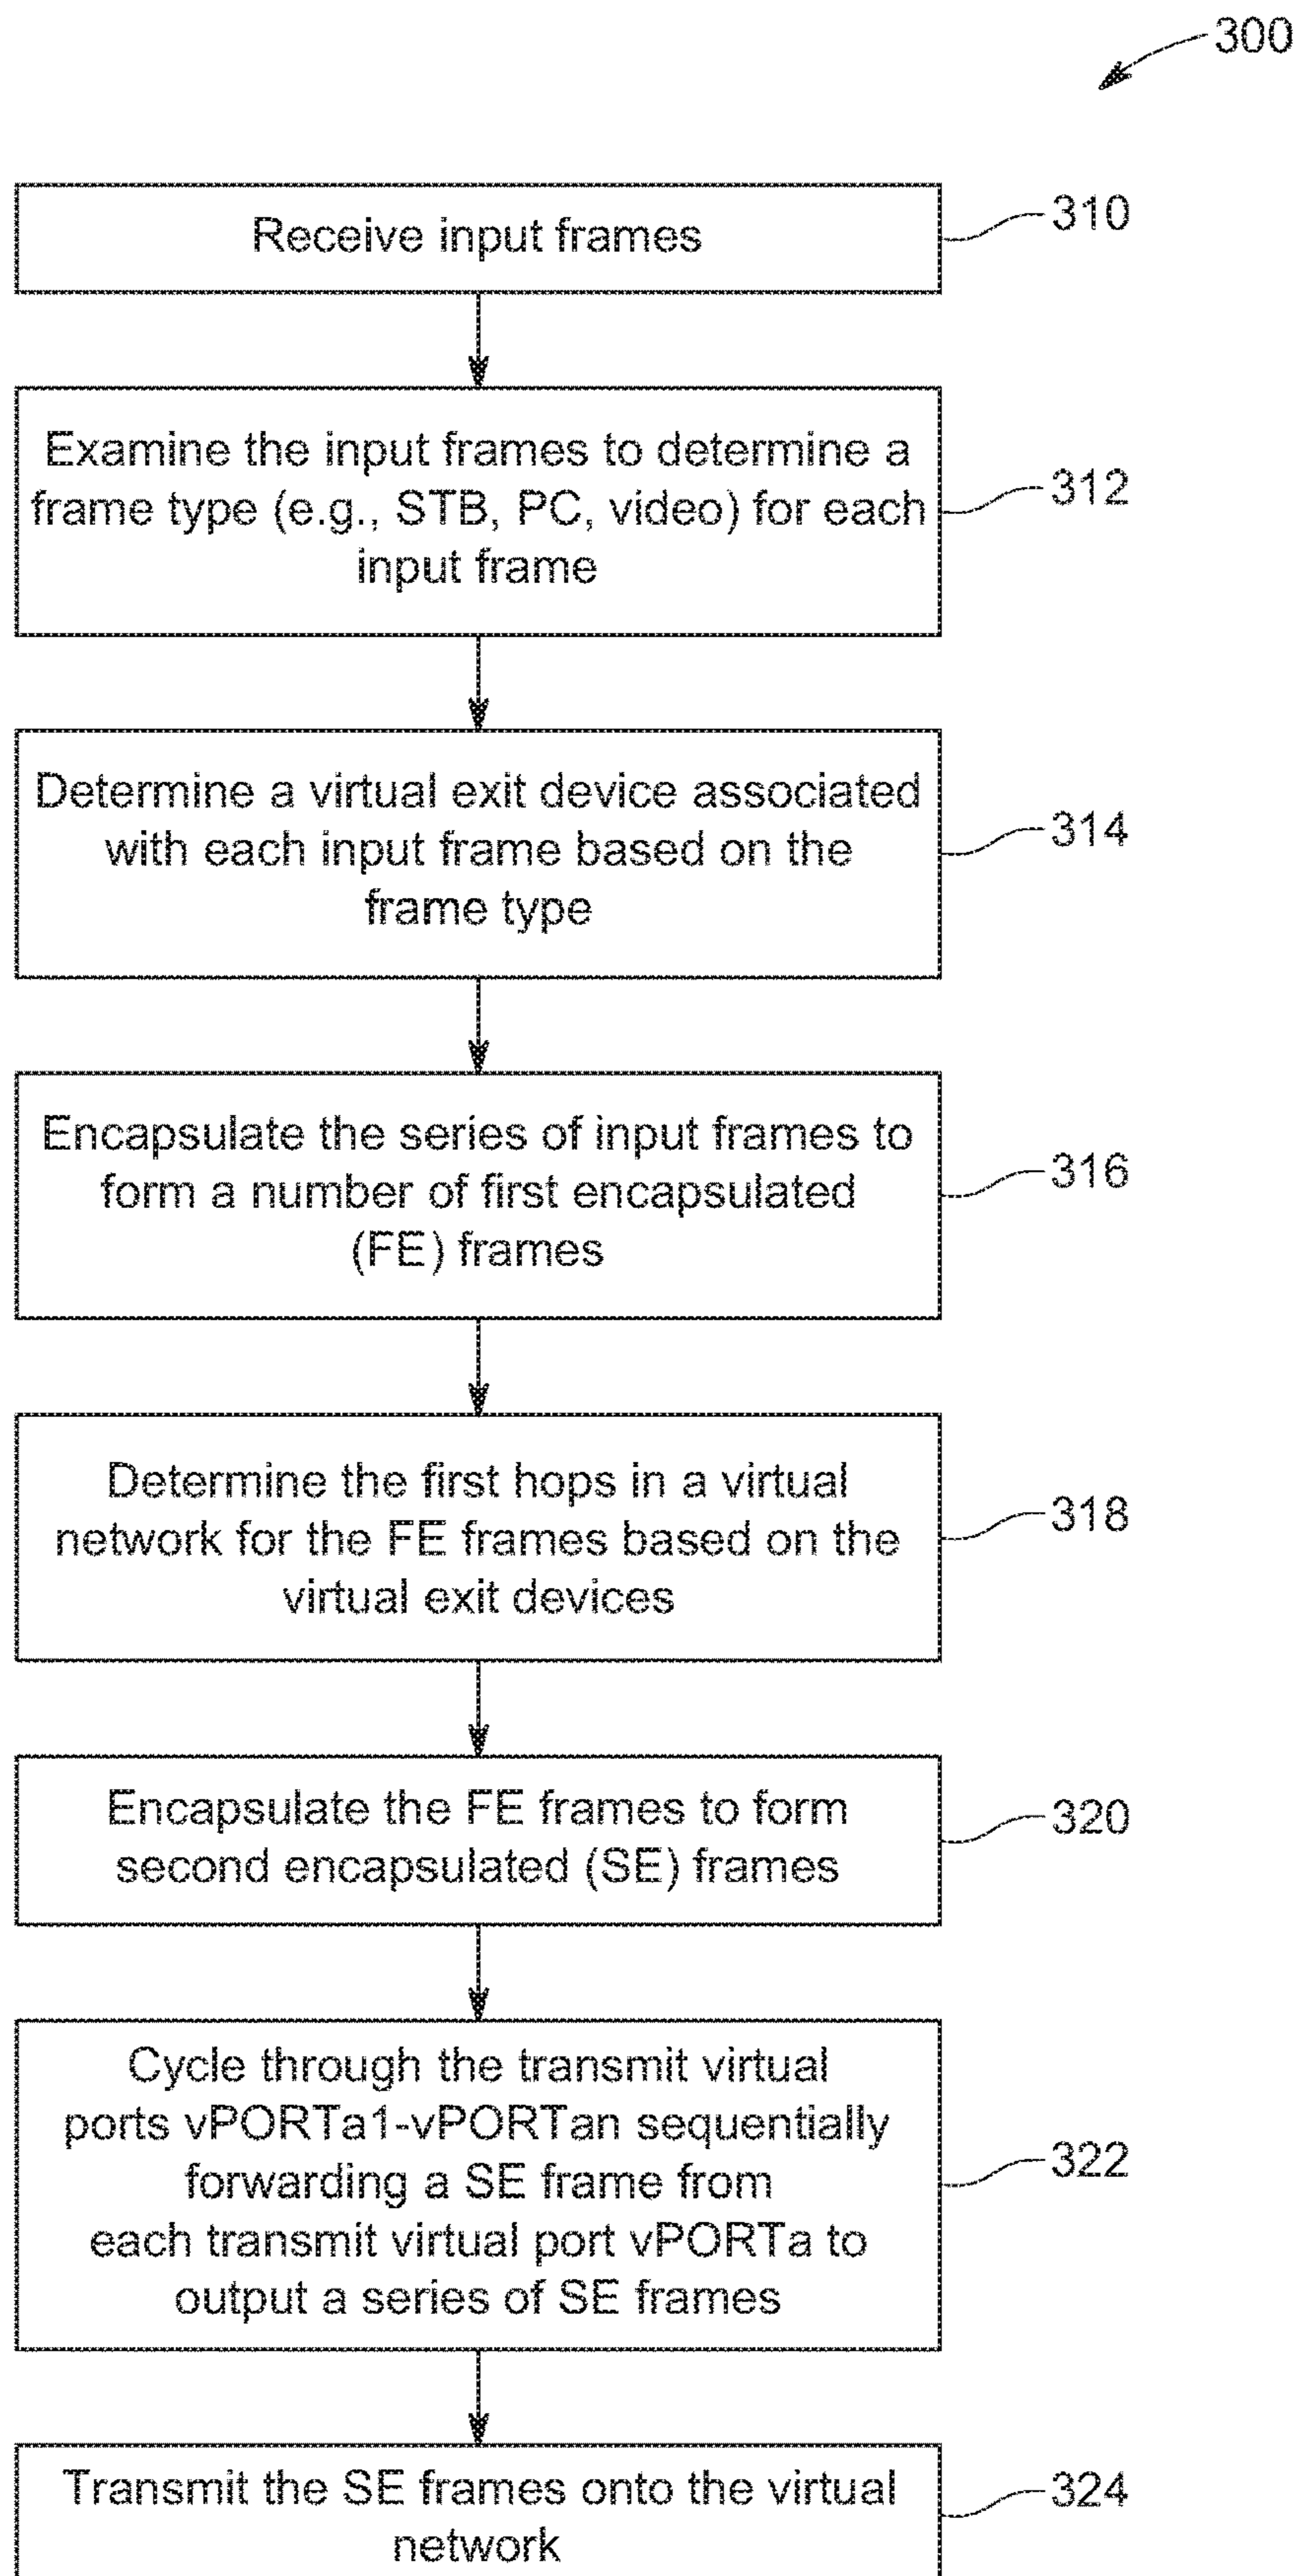 300
Receive input frames
310
Examine the input frames to determine a
frame type (e.g., STB, PC, video) for each
input frame
312
Determine a virtual exit device associated
with each input frame based on the
frame type
314
Encapsulate the series of input frames to
form a number of first encapsulated
(FE) frames
316
Determine the first hops in a virtual
network for the FE frames based on the
virtual exit devices
318
Encapsulate the FE frames to form
second encapsulated (SE) frames
320
Cycle through the transmit virtual
ports vPORTa1-vPORTan sequentially
forwarding a SE frame from
each transmit virtual port vPORTa to
output a series of SE frames
322
Transmit the SE frames onto the virtual
network
324